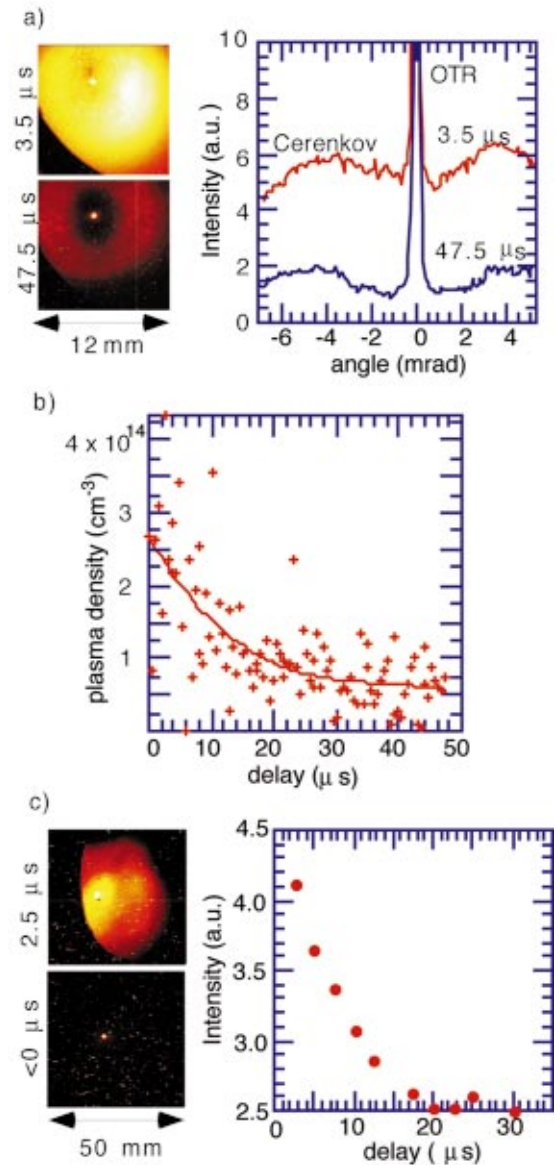 a)
3.5 μs
47.5 μs
12 mm
Intensity (a.u.)
10
8
6
4
2
0
OTR
Cerenkov
3.5 μs
47.5 μs
-6 -4 -2 0 2 4
angle (mrad)
b)
plasma density (cm-3)
4 x 10 14
3
2
1
0 10 20 30 40 50
delay (μ s)
c)
2.5 μs
<0 μs
50 mm
Intensity (a.u.)
4.5
4.0
3.5
3.0
2.5
0 10 20 30
delay ( μ s)